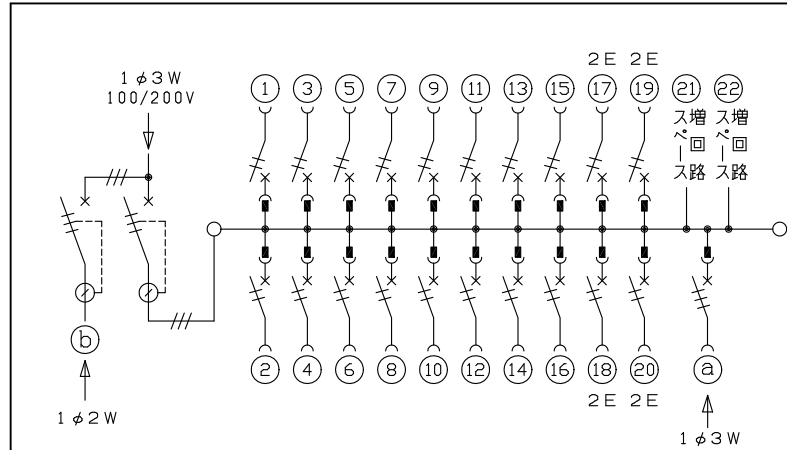 2E 2E
1φ3W
100/200V
① ③ ⑤ ⑦ ⑨ ⑪ ⑬ ⑮ ⑰ ⑲ ㉑ ㉒
増回路
スペース
増回路
スペース
ⓑ
② ④ ⑥ ⑧ ⑩ ⑫ ⑭ ⑯ ⑱ ⑳ ⓐ
2E 2E
1φ2W
1φ3W